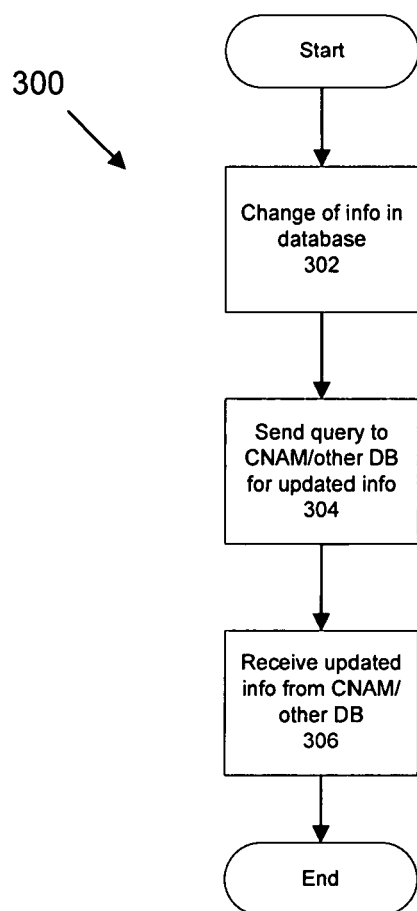 Start
300
Change of info in
database
302
Send query to
CNAM/other DB
for updated info
304
Receive updated
info from CNAM/
other DB
306
End